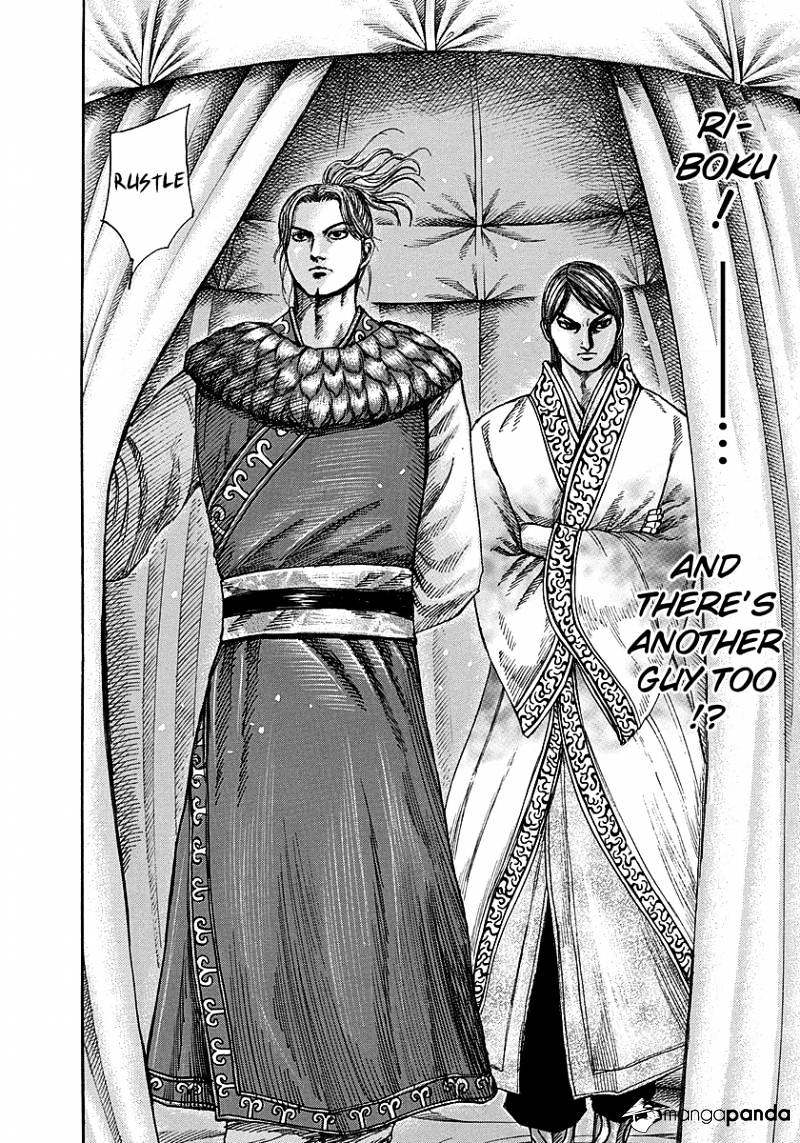 RI-
BOKU
! ——...
AND
THERE'S
ANOTHER
GUY TOO
!?
RUSTLE
mangapanda